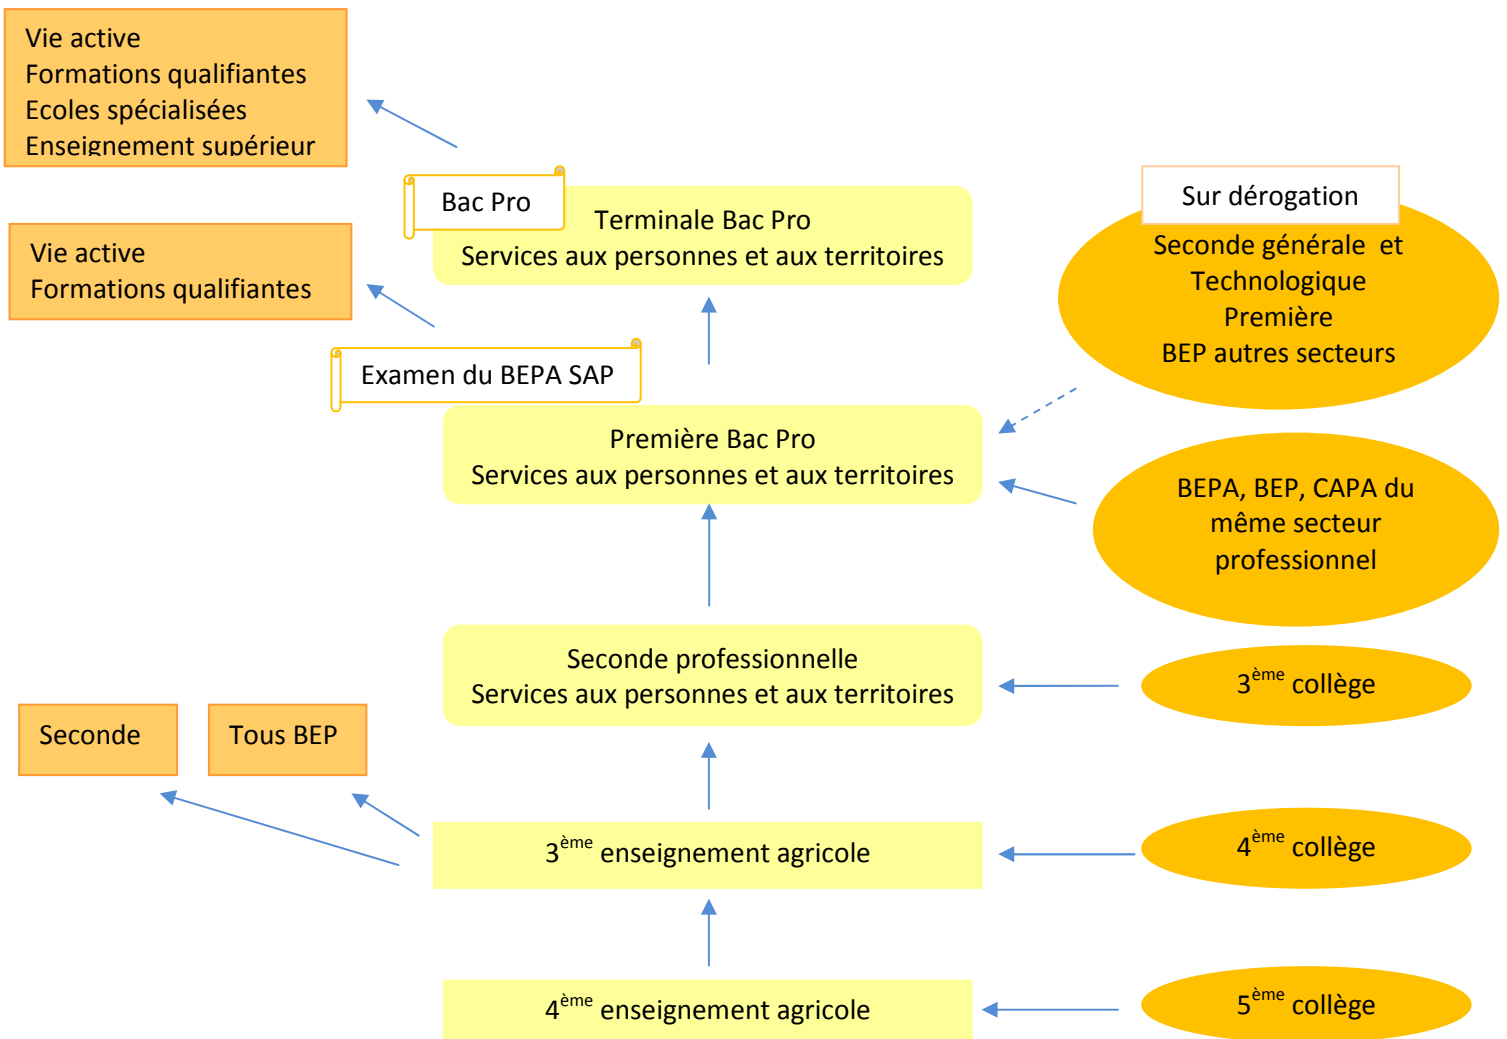 Vie active
Formations qualifiantes
Ecoles spécialisées
Enseignement supérieur
Bac Pro
Terminale Bac Pro
Services aux personnes et aux territoires
Sur dérogation
Seconde générale et
Technologique
Première
BEP autres secteurs
Vie active
Formations qualifiantes
Examen du BEPA SAP
Première Bac Pro
Services aux personnes et aux territoires
BEPA, BEP, CAPA du
même secteur
professionnel
Seconde professionnelle
Services aux personnes et aux territoires
3ème collège
Seconde
Tous BEP
3ème enseignement agricole
4ème collège
4ème enseignement agricole
5ème collège